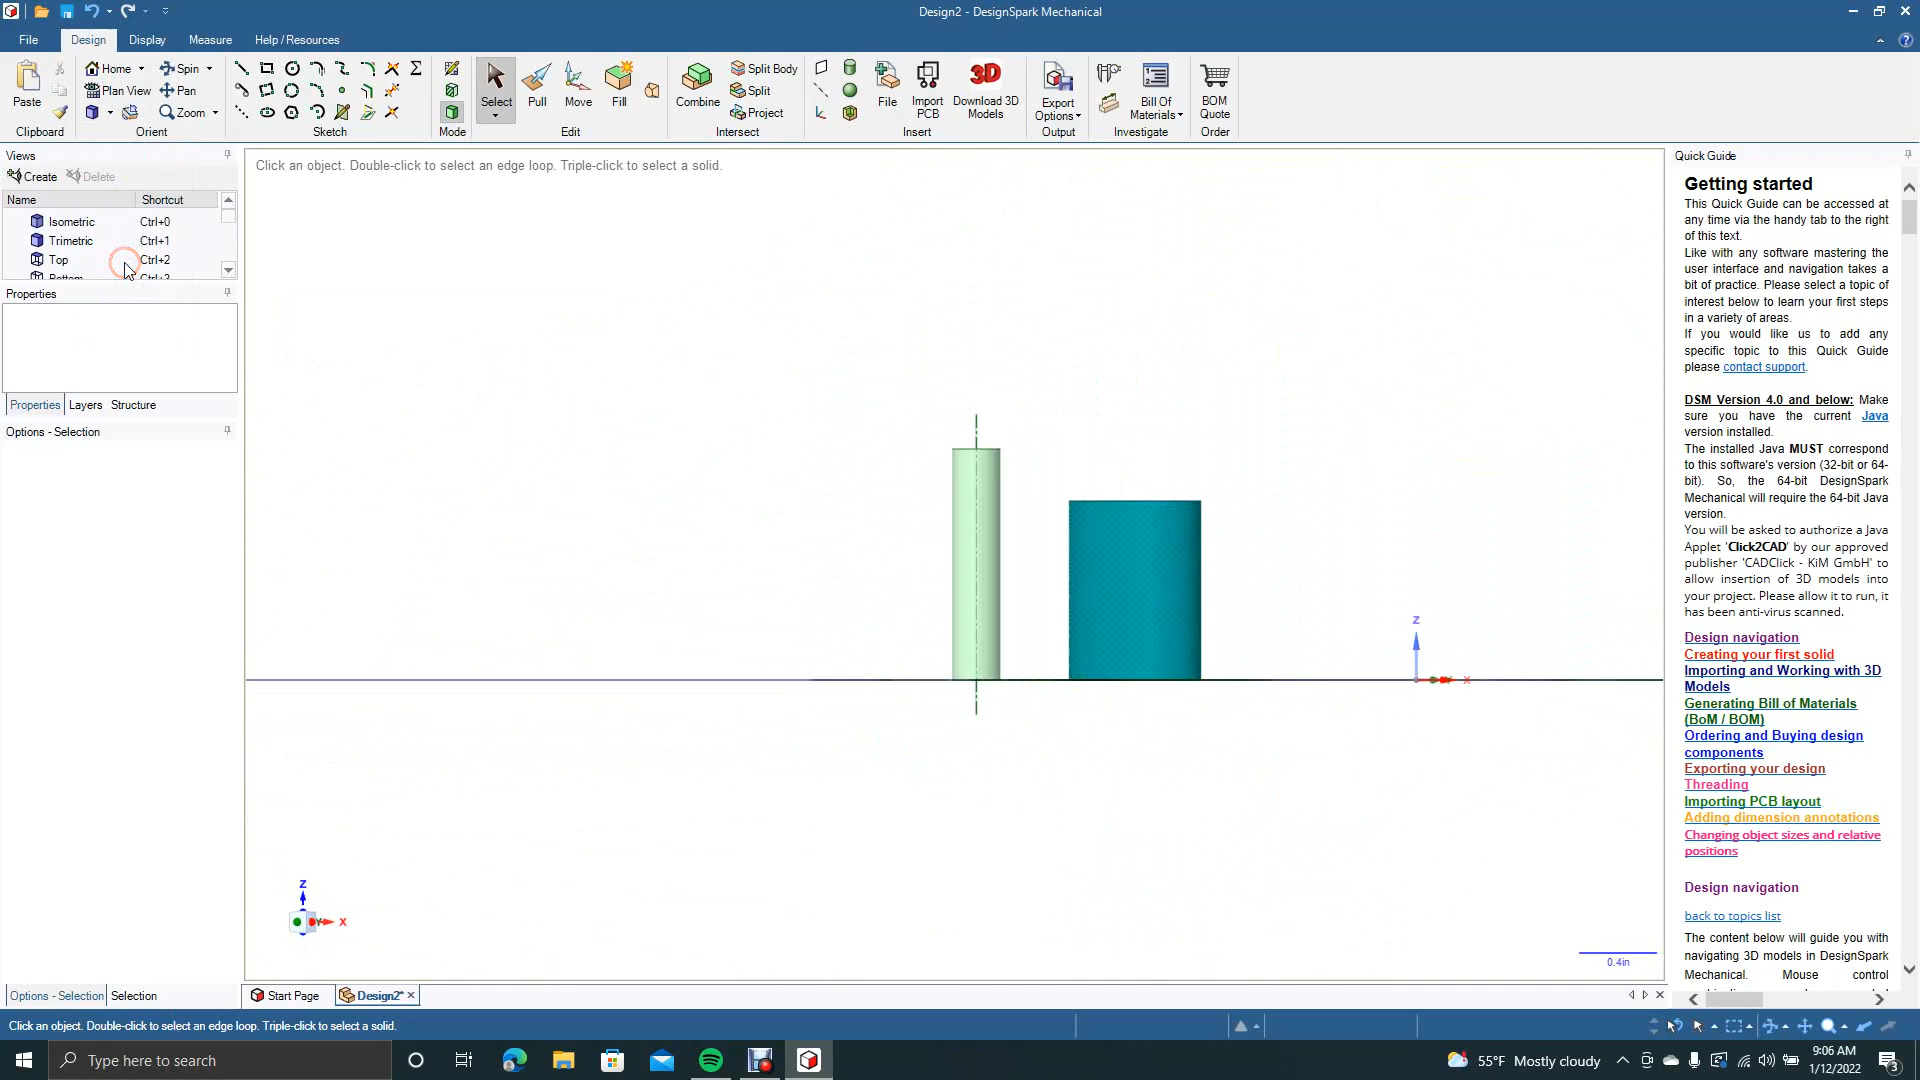 Design2 - DesignSpark Mechanical
File Design Display Measure Help / Resources
Paste
Clipboard
Home Spin
Plan View Pan
Zoom
Orient
Sketch
Mode
Select Pull Move Fill
Edit
Combine
Split Body
Split
Project
Intersect
File
Import PCB
3D
Download 3D Models
Insert
Export Options
Output
Bill Of Materials
Investigate
BOM Quote
Order
Views
Create Delete
Name Shortcut
Isometric Ctrl+0
Trimetric Ctrl+1
Top Ctrl+2
Bottom Ctrl+3
Properties
Properties Layers Structure
Options - Selection
Options - Selection Selection
Click an object. Double-click to select an edge loop. Triple-click to select a solid.
Z
X
Z
X
0.4in
Start Page Design2*
Quick Guide
Getting started
This Quick Guide can be accessed at
any time via the handy tab to the right
of this text.
Like with any software mastering the
user interface and navigation takes a
bit of practice. Please select a topic of
interest below to learn your first steps
in a variety of areas.
If you would like us to add any
specific topic to this Quick Guide
please contact support.
DSM Version 4.0 and below: Make
sure you have the current Java
version installed.
The installed Java MUST correspond
to this software's version (32-bit or 64-
bit). So, the 64-bit DesignSpark
Mechanical will require the 64-bit Java
version.
You will be asked to authorize a Java
Applet 'Click2CAD' by our approved
publisher 'CADClick - KiM GmbH' to
allow insertion of 3D models into
your project. Please allow it to run, it
has been anti-virus scanned.
Design navigation
Creating your first solid
Importing and Working with 3D
Models
Generating Bill of Materials
(BoM / BOM)
Ordering and Buying design
components
Exporting your design
Threading
Importing PCB layout
Adding dimension annotations
Changing object sizes and relative
positions
Design navigation
back to topics list
The content below will guide you with
navigating 3D models in DesignSpark
Mechanical. Mouse control
Click an object. Double-click to select an edge loop. Triple-click to select a solid.
Type here to search
55°F Mostly cloudy
9:06 AM
1/12/2022
3